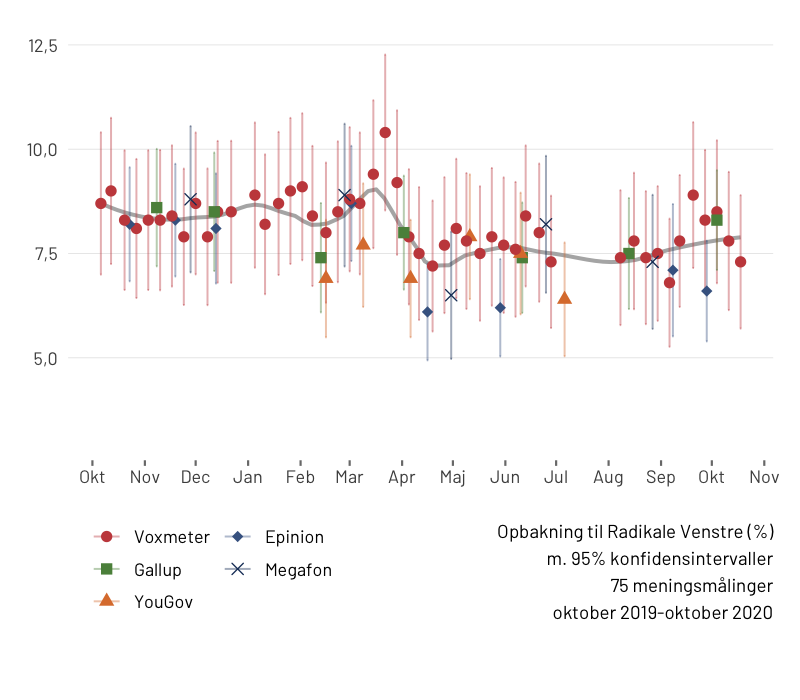 12,5
10,0
7,5
5,0
Okt Nov Dec Jan Feb Mar Apr Maj Jun Jul Aug Sep Okt Nov
Voxmeter Epinion
Gallup Megafon
YouGov
Opbakning til Radikale Venstre (%)
m. 95% konfidensintervaller
75 meningsmålinger
oktober 2019-oktober 2020